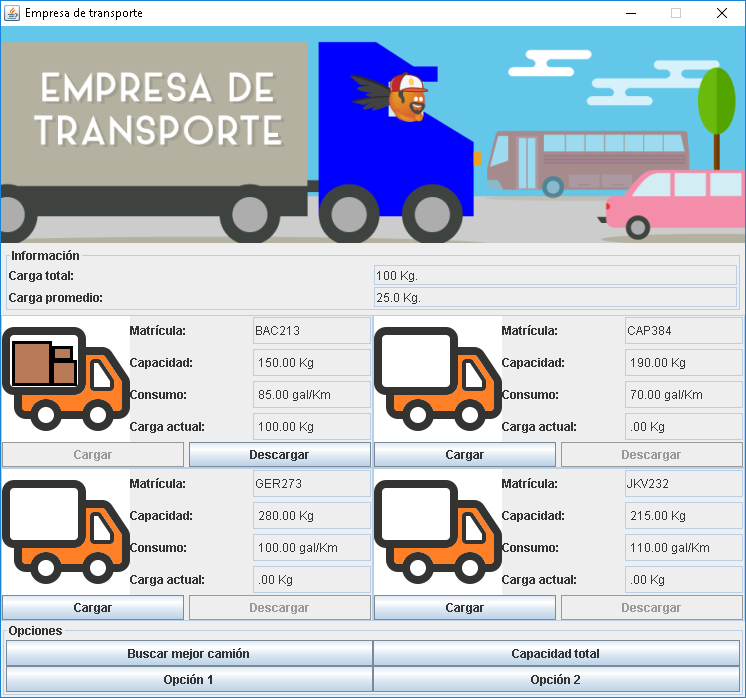 Empresa de transporte
EMPRESA DE
TRANSPORTE
Información
Carga total: 100 Kg.
Carga promedio: 25.0 Kg.
Matrícula: BAC213
Capacidad: 150.00 Kg
Consumo: 85.00 gal/Km
Carga actual: 100.00 Kg
Cargar Descargar
Matrícula: CAP384
Capacidad: 190.00 Kg
Consumo: 70.00 gal/Km
Carga actual: .00 Kg
Cargar Descargar
Matrícula: GER273
Capacidad: 280.00 Kg
Consumo: 100.00 gal/Km
Carga actual: .00 Kg
Cargar Descargar
Matrícula: JKV232
Capacidad: 215.00 Kg
Consumo: 110.00 gal/Km
Carga actual: .00 Kg
Cargar Descargar
Opciones
Buscar mejor camión Capacidad total
Opción 1 Opción 2